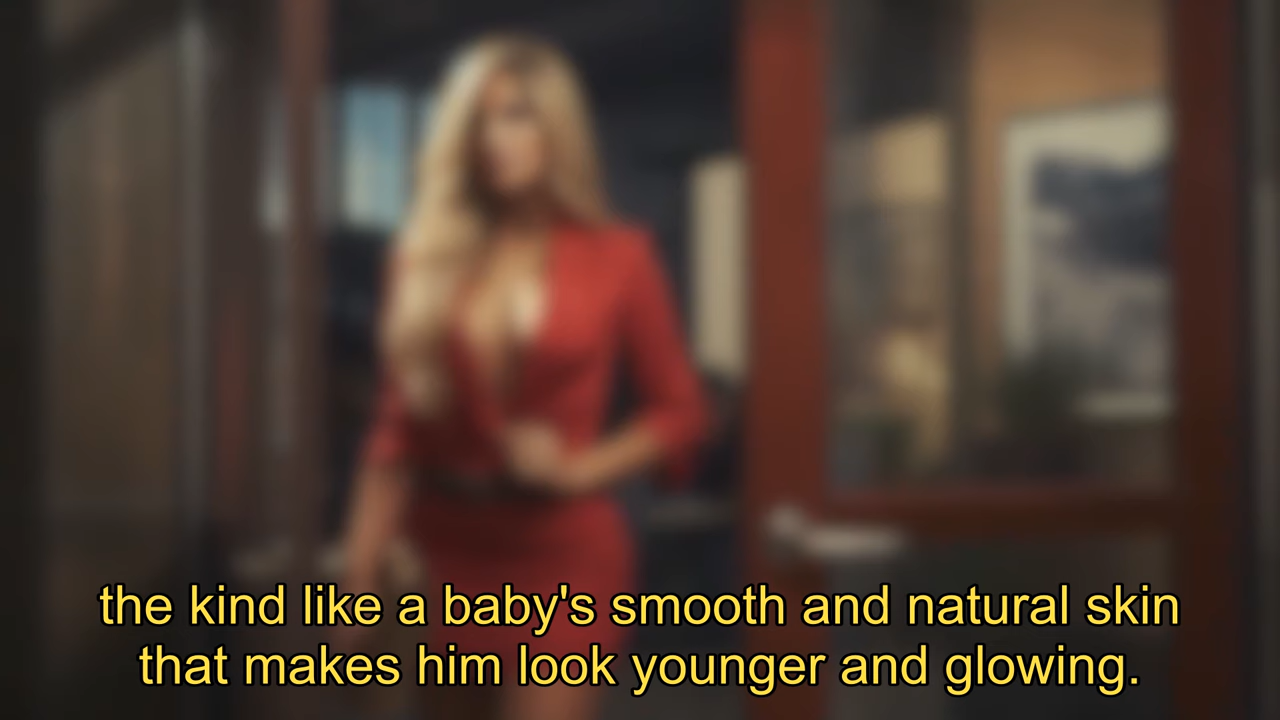 the kind like a baby's smooth and natural skin
that makes him look younger and glowing.